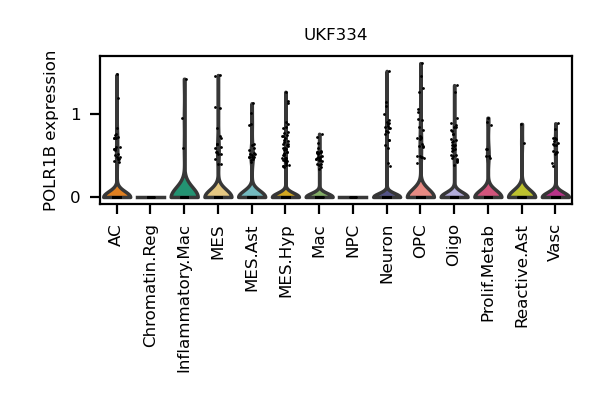 UKF334
POLR1B expression
1
0
AC
Chromatin.Reg
Inflammatory.Mac
MES
MES.Ast
MES.Hyp
Mac
NPC
Neuron
OPC
Oligo
Prolif.Metab
Reactive.Ast
Vasc